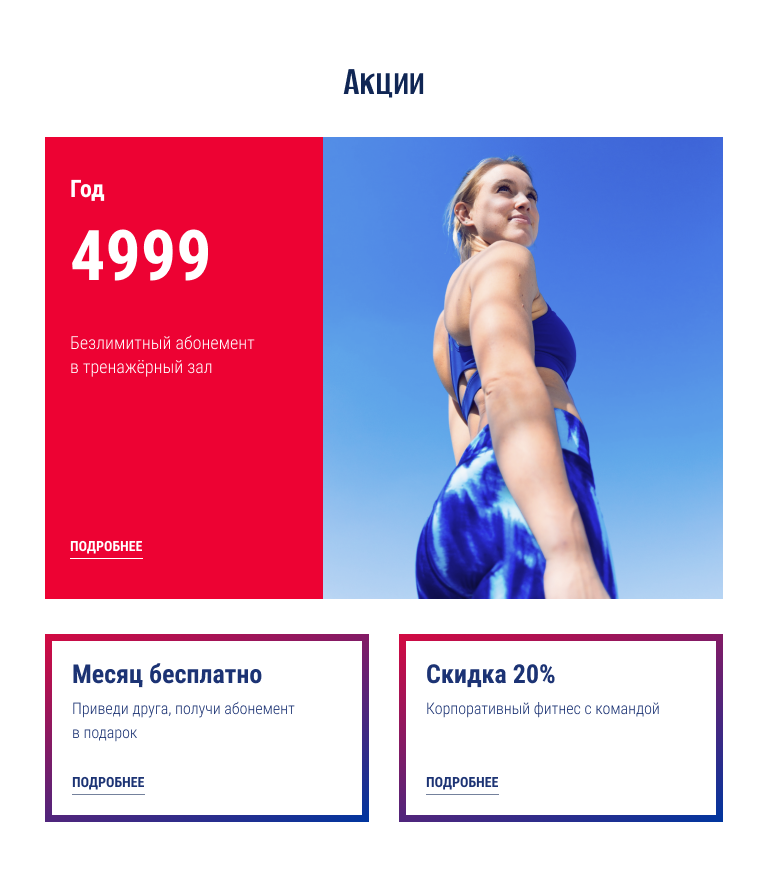 Акции
Год
4999
Безлимитный абонемент
в тренажёрный зал
ПОДРОБНЕЕ
Месяц бесплатно
Приведи друга, получи абонемент
в подарок
ПОДРОБНЕЕ
Скидка 20%
Корпоративный фитнес с командой
ПОДРОБНЕЕ